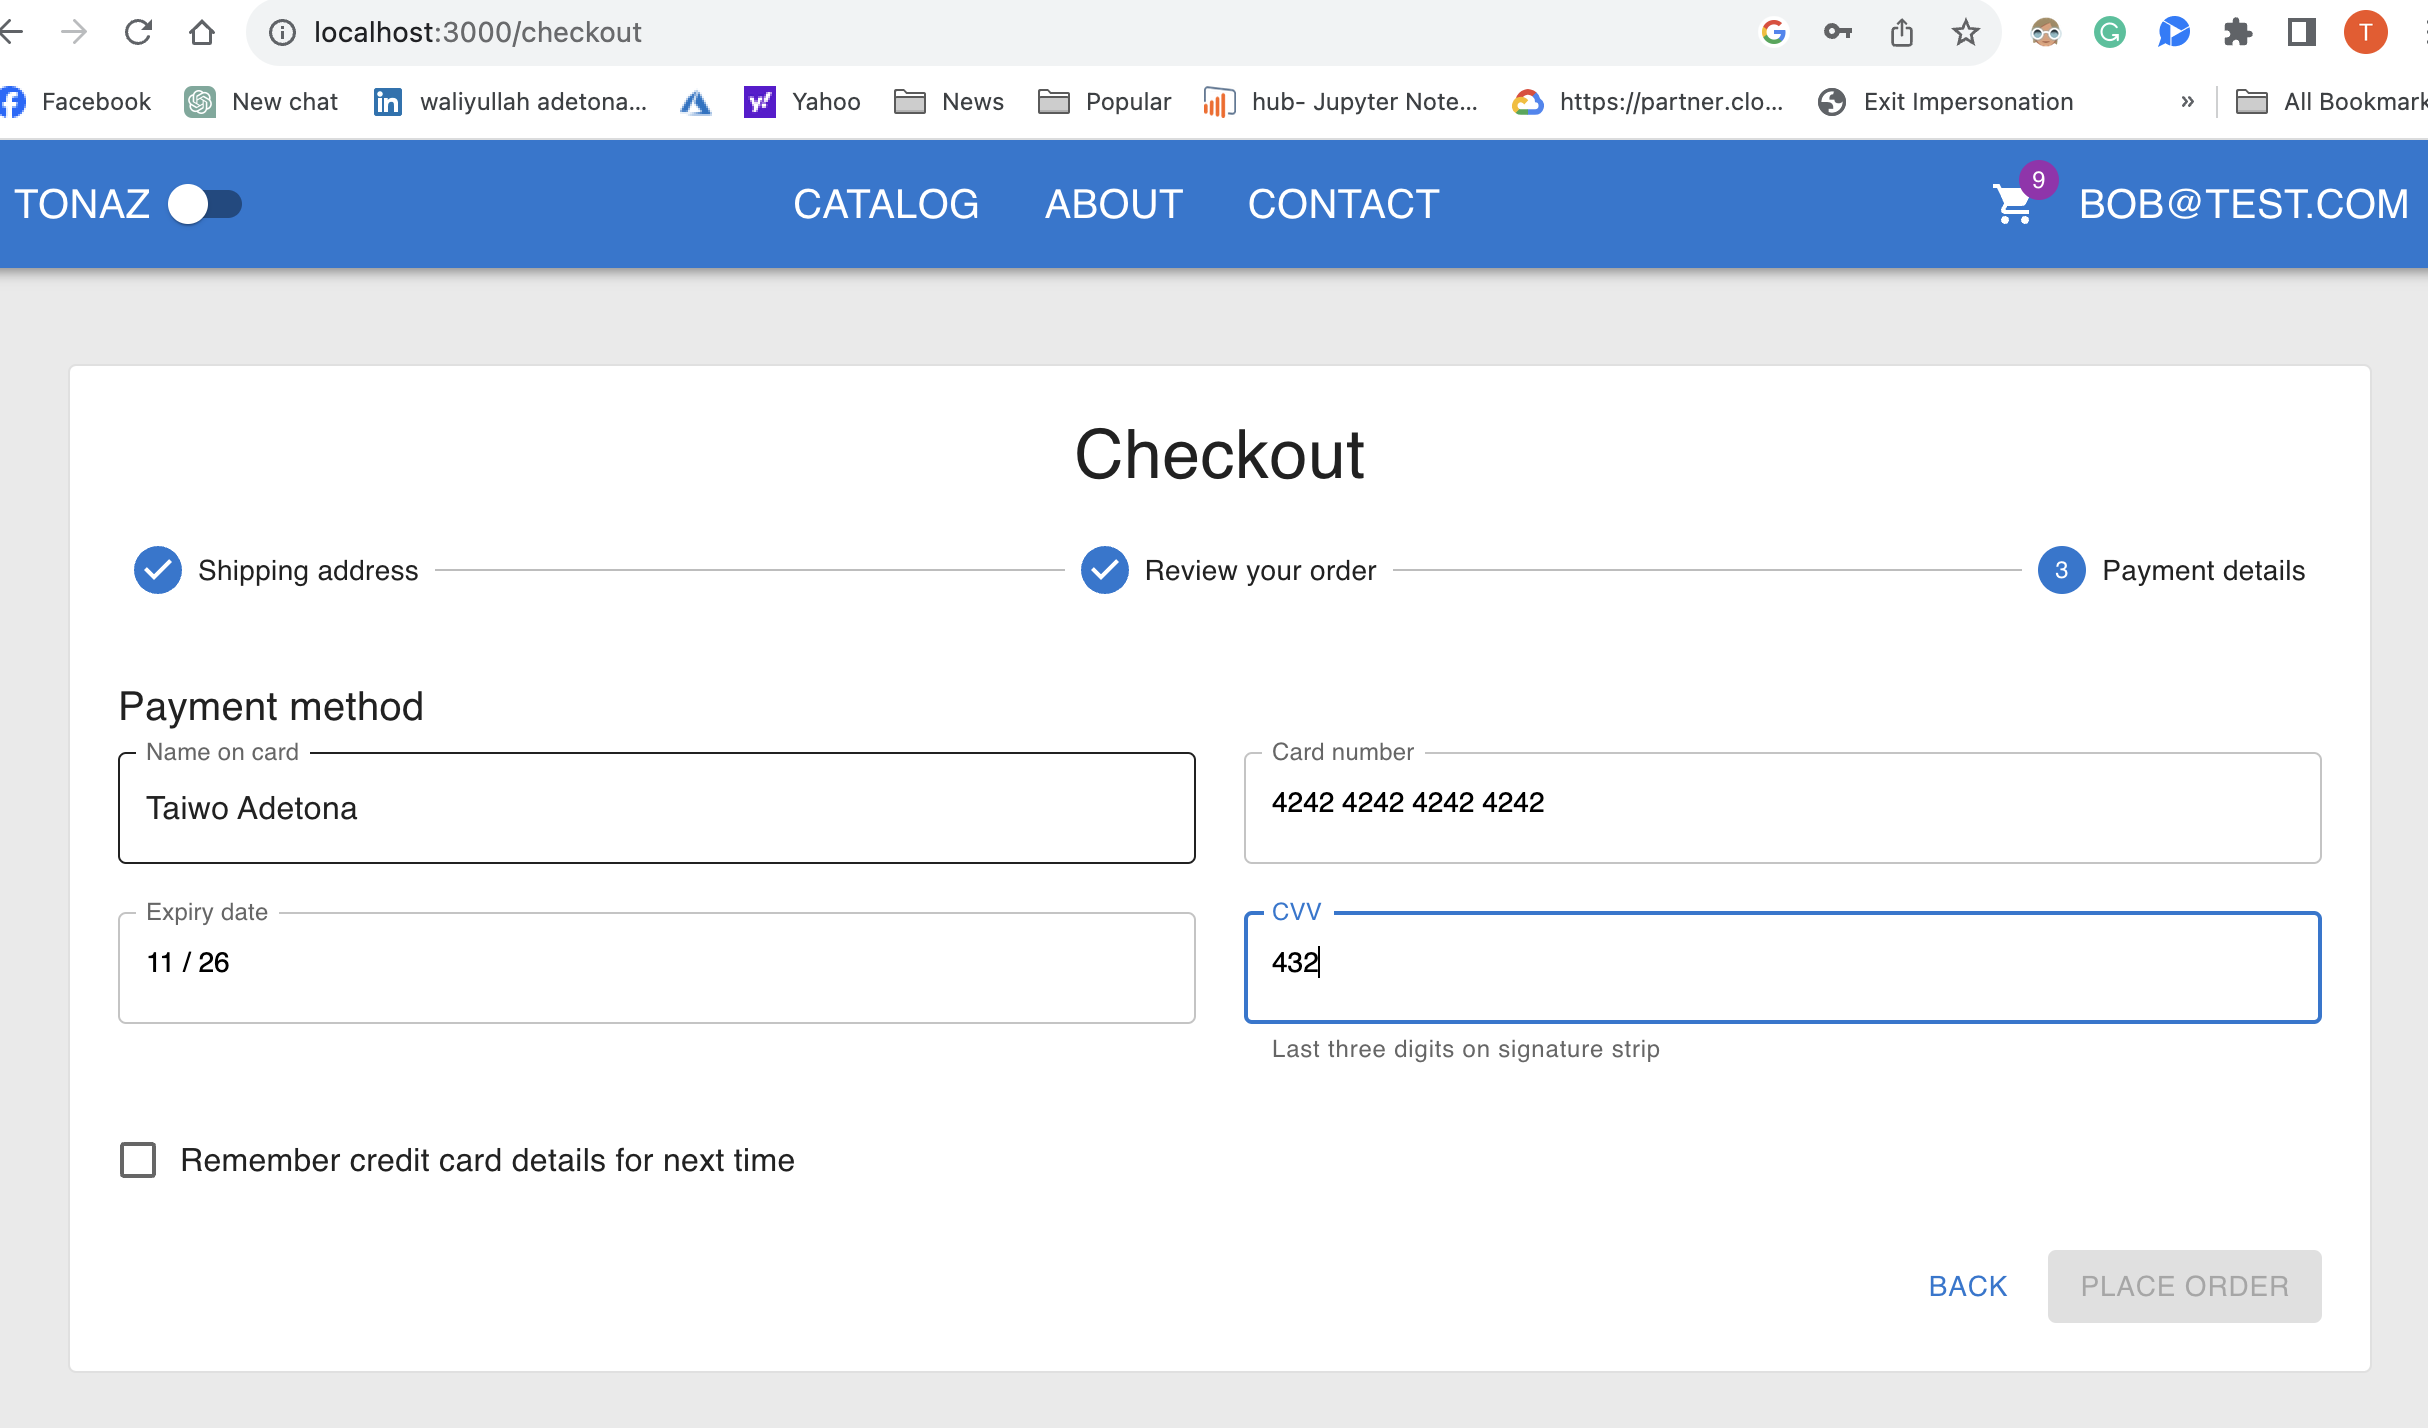 localhost:3000/checkout
T
Facebook New chat waliyullah adetona... Yahoo News Popular hub- Jupyter Note... https://partner.clo... Exit Impersonation » All Bookmark
TONAZ CATALOG ABOUT CONTACT 9 BOB@TEST.COM
Checkout
Shipping address Review your order 3 Payment details
Payment method
Name on card Card number
Taiwo Adetona 4242 4242 4242 4242
Expiry date CVV
11 / 26 432
Last three digits on signature strip
Remember credit card details for next time
BACK PLACE ORDER